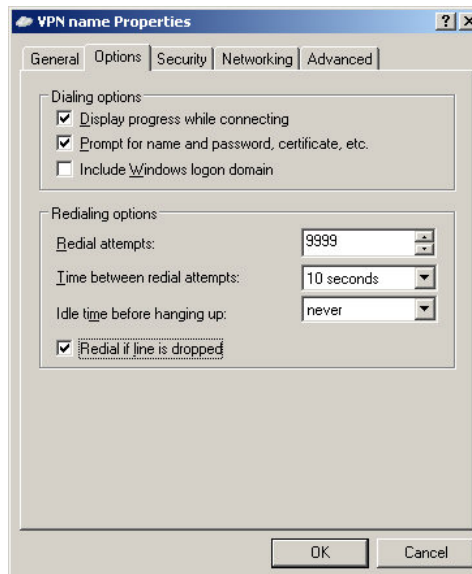 VPN name Properties
General Options Security Networking Advanced
Dialing options
Display progress while connecting
Prompt for name and password, certificate, etc.
Include Windows logon domain
Redialing options
Redial attempts: 9999
Time between redial attempts: 10 seconds
Idle time before hanging up: never
Redial if line is dropped
OK Cancel